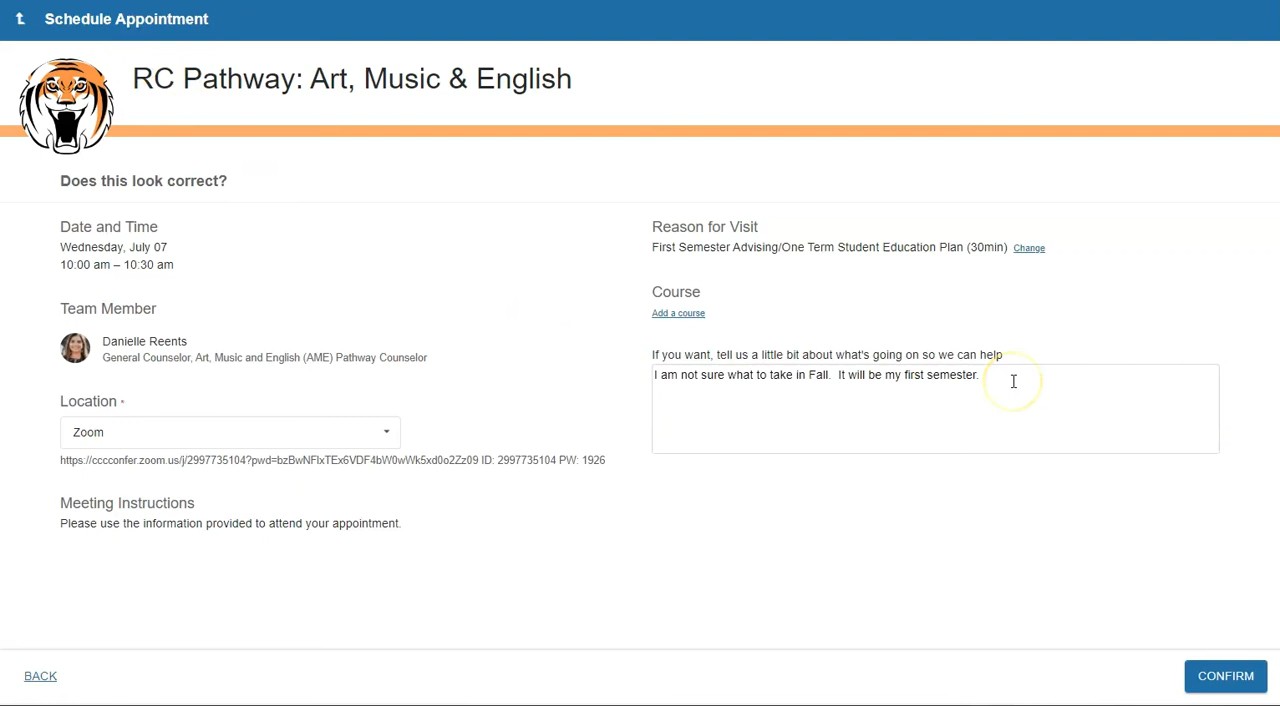 Schedule Appointment
RC Pathway: Art, Music & English
Does this look correct?
Date and Time
Wednesday, July 07
10:00 am – 10:30 am
Team Member
Danielle Reents
General Counselor, Art, Music and English (AME) Pathway Counselor
Location *
Zoom
https://cccconfer.zoom.us/j/2997735104?pwd=bzBwNFlxTEx6VDF4bW0wWk5xd0o2Zz09 ID: 2997735104 PW: 1926
Meeting Instructions
Please use the information provided to attend your appointment.
Reason for Visit
First Semester Advising/One Term Student Education Plan (30min) Change
Course
Add a course
If you want, tell us a little bit about what's going on so we can help
I am not sure what to take in Fall.  It will be my first semester.
BACK
CONFIRM